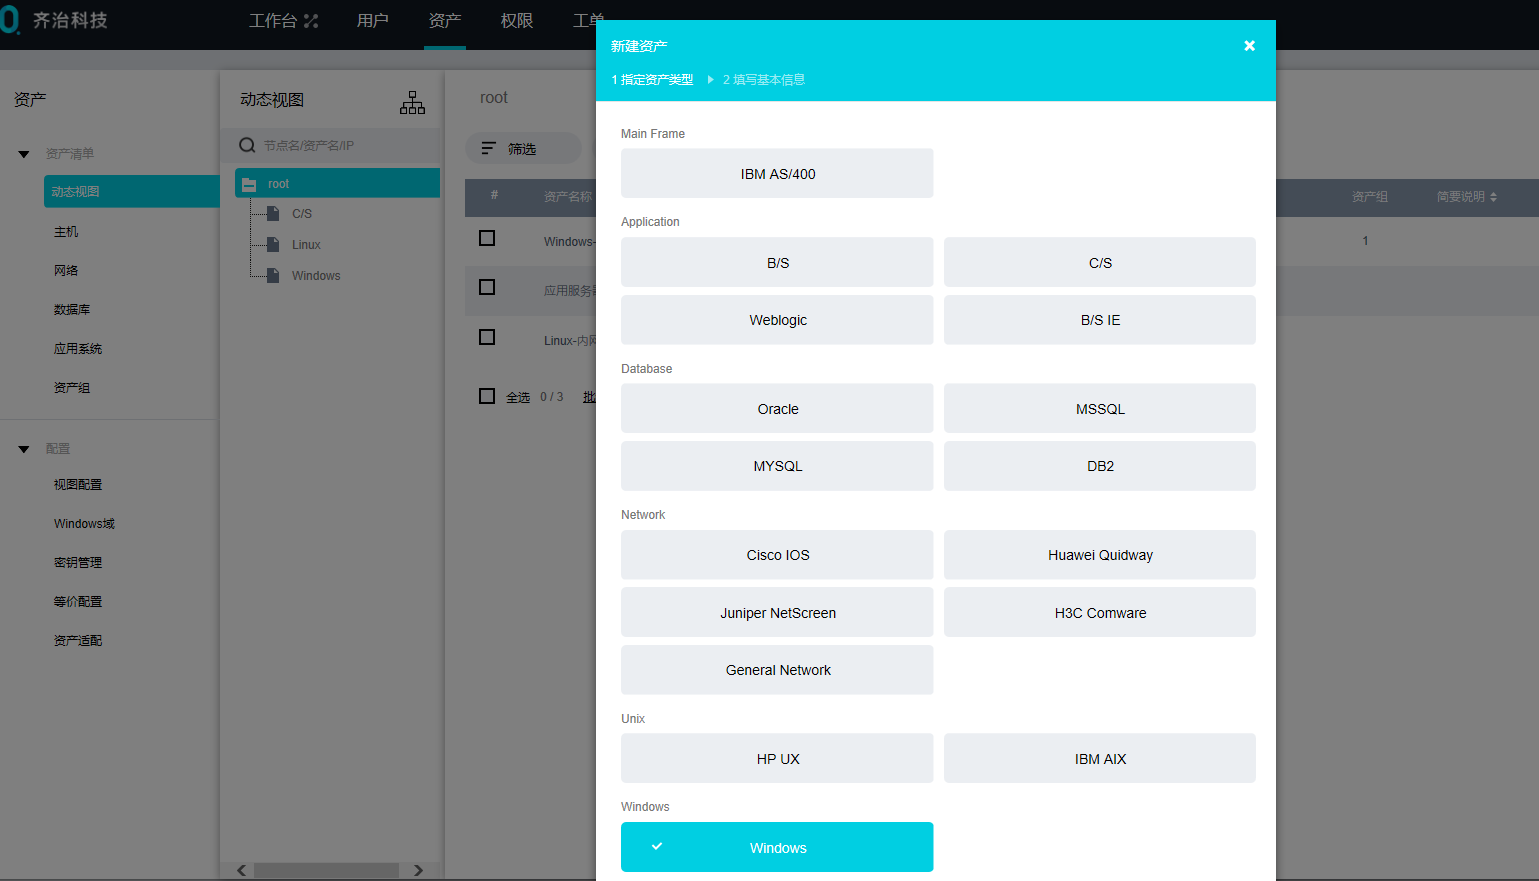 齐治科技
工作台
用户
资产
权限
工单
资产
资产清单
动态视图
主机
网络
数据库
应用系统
资产组
配置
视图配置
Windows域
密钥管理
等价配置
资产适配
动态视图
节点名/资产名/IP
root
C/S
Linux
Windows
root
筛选
# 资产名称 资产组 简要说明
Windows- 1
应用服务
Linux-内
全选 0 / 3
新建资产
1 指定资产类型 2 填写基本信息
Main Frame
IBM AS/400
Application
B/S C/S
Weblogic B/S IE
Database
Oracle MSSQL
MYSQL DB2
Network
Cisco IOS Huawei Quidway
Juniper NetScreen H3C Comware
General Network
Unix
HP UX IBM AIX
Windows
Windows